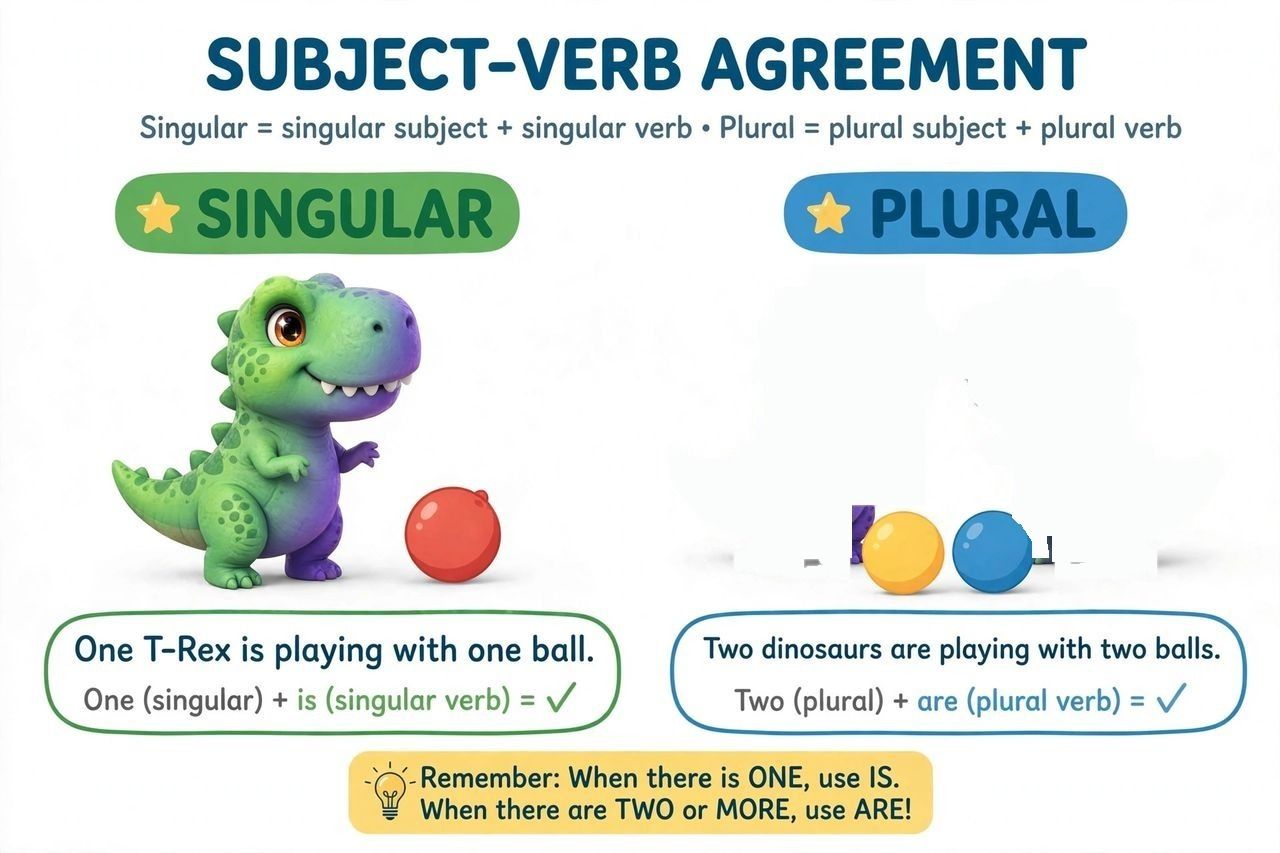 SUBJECT-VERB AGREEMENT
Singular = singular subject + singular verb • Plural = plural subject + plural verb
SINGULAR
PLURAL
One T-Rex is playing with one ball.
One (singular) + is (singular verb) = ✓
Two dinosaurs are playing with two balls.
Two (plural) + are (plural verb) = ✓
Remember: When there is ONE, use IS.
When there are TWO or MORE, use ARE!